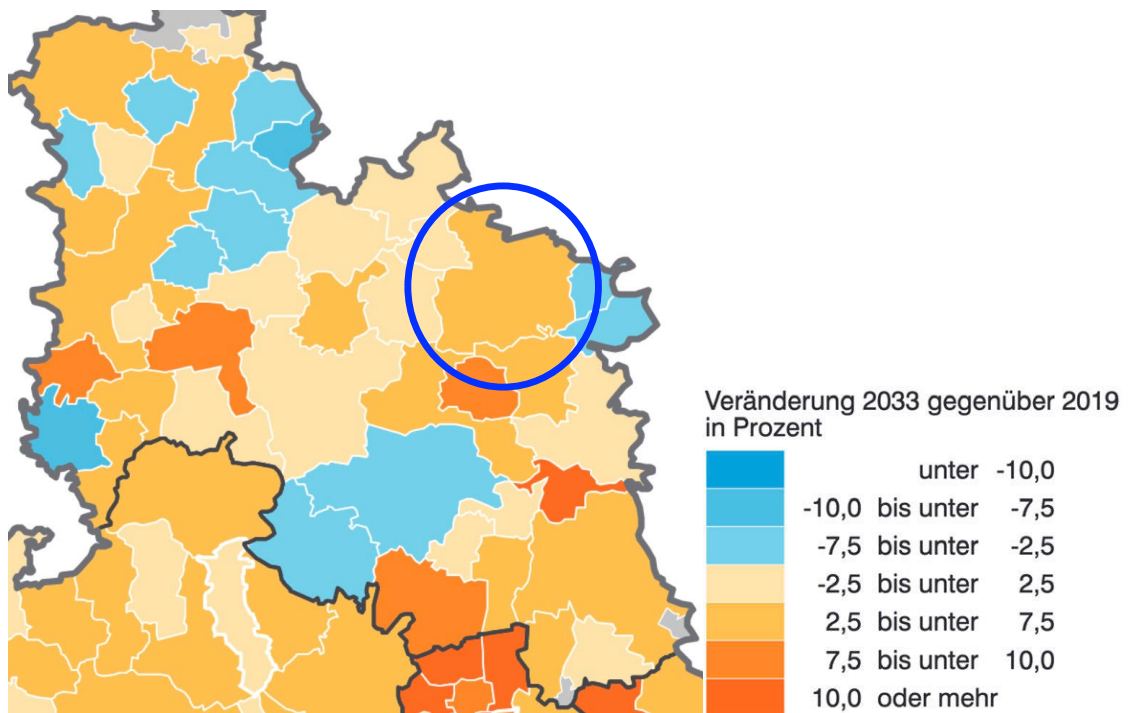 Veränderung 2033 gegenüber 2019
in Prozent
unter -10,0
-10,0 bis unter -7,5
-7,5 bis unter -2,5
-2,5 bis unter 2,5
2,5 bis unter 7,5
7,5 bis unter 10,0
10,0 oder mehr